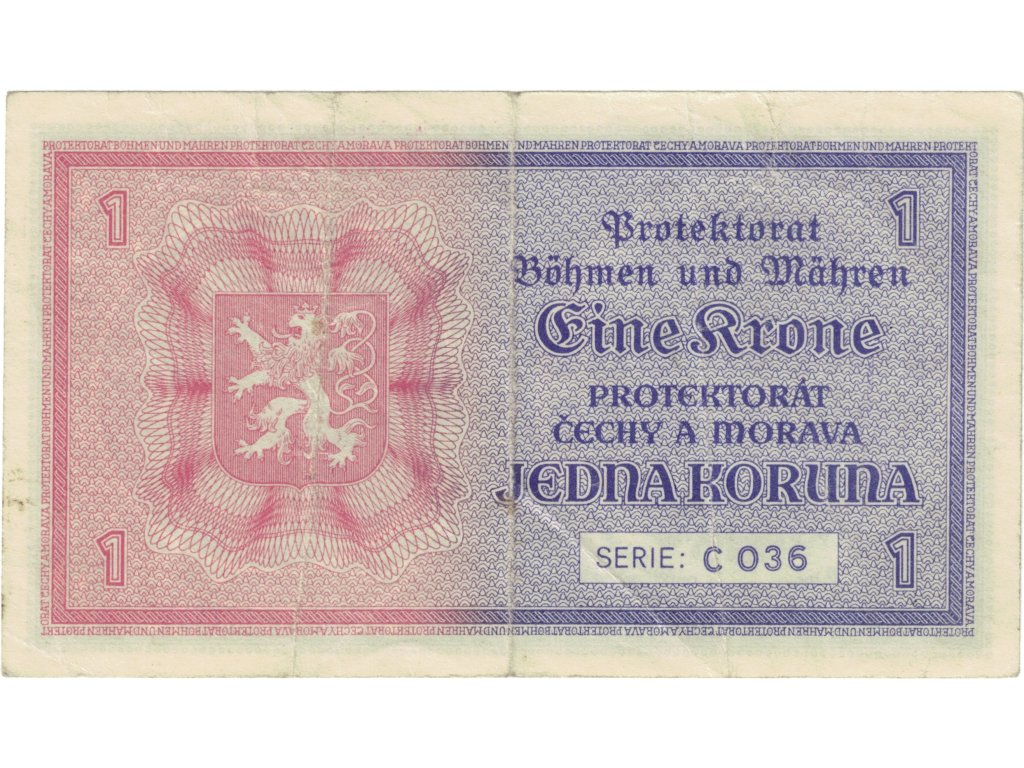 PROTEKTORAT BÖHMEN UND MÄHREN PROTEKTORÁT ČECHY A MORAVA PROTEKTORAT BÖHMEN UND MÄHREN PROTEKTORÁT ČECHY A MORAVA PROTEKTORAT BÖHMEN UND MÄHREN PROTEKT
1
1
Protektorat
Böhmen und Mähren
Eine Krone
PROTEKTORÁT
ČECHY A MORAVA
JEDNA KORUNA
SERIE: C 036
1
1